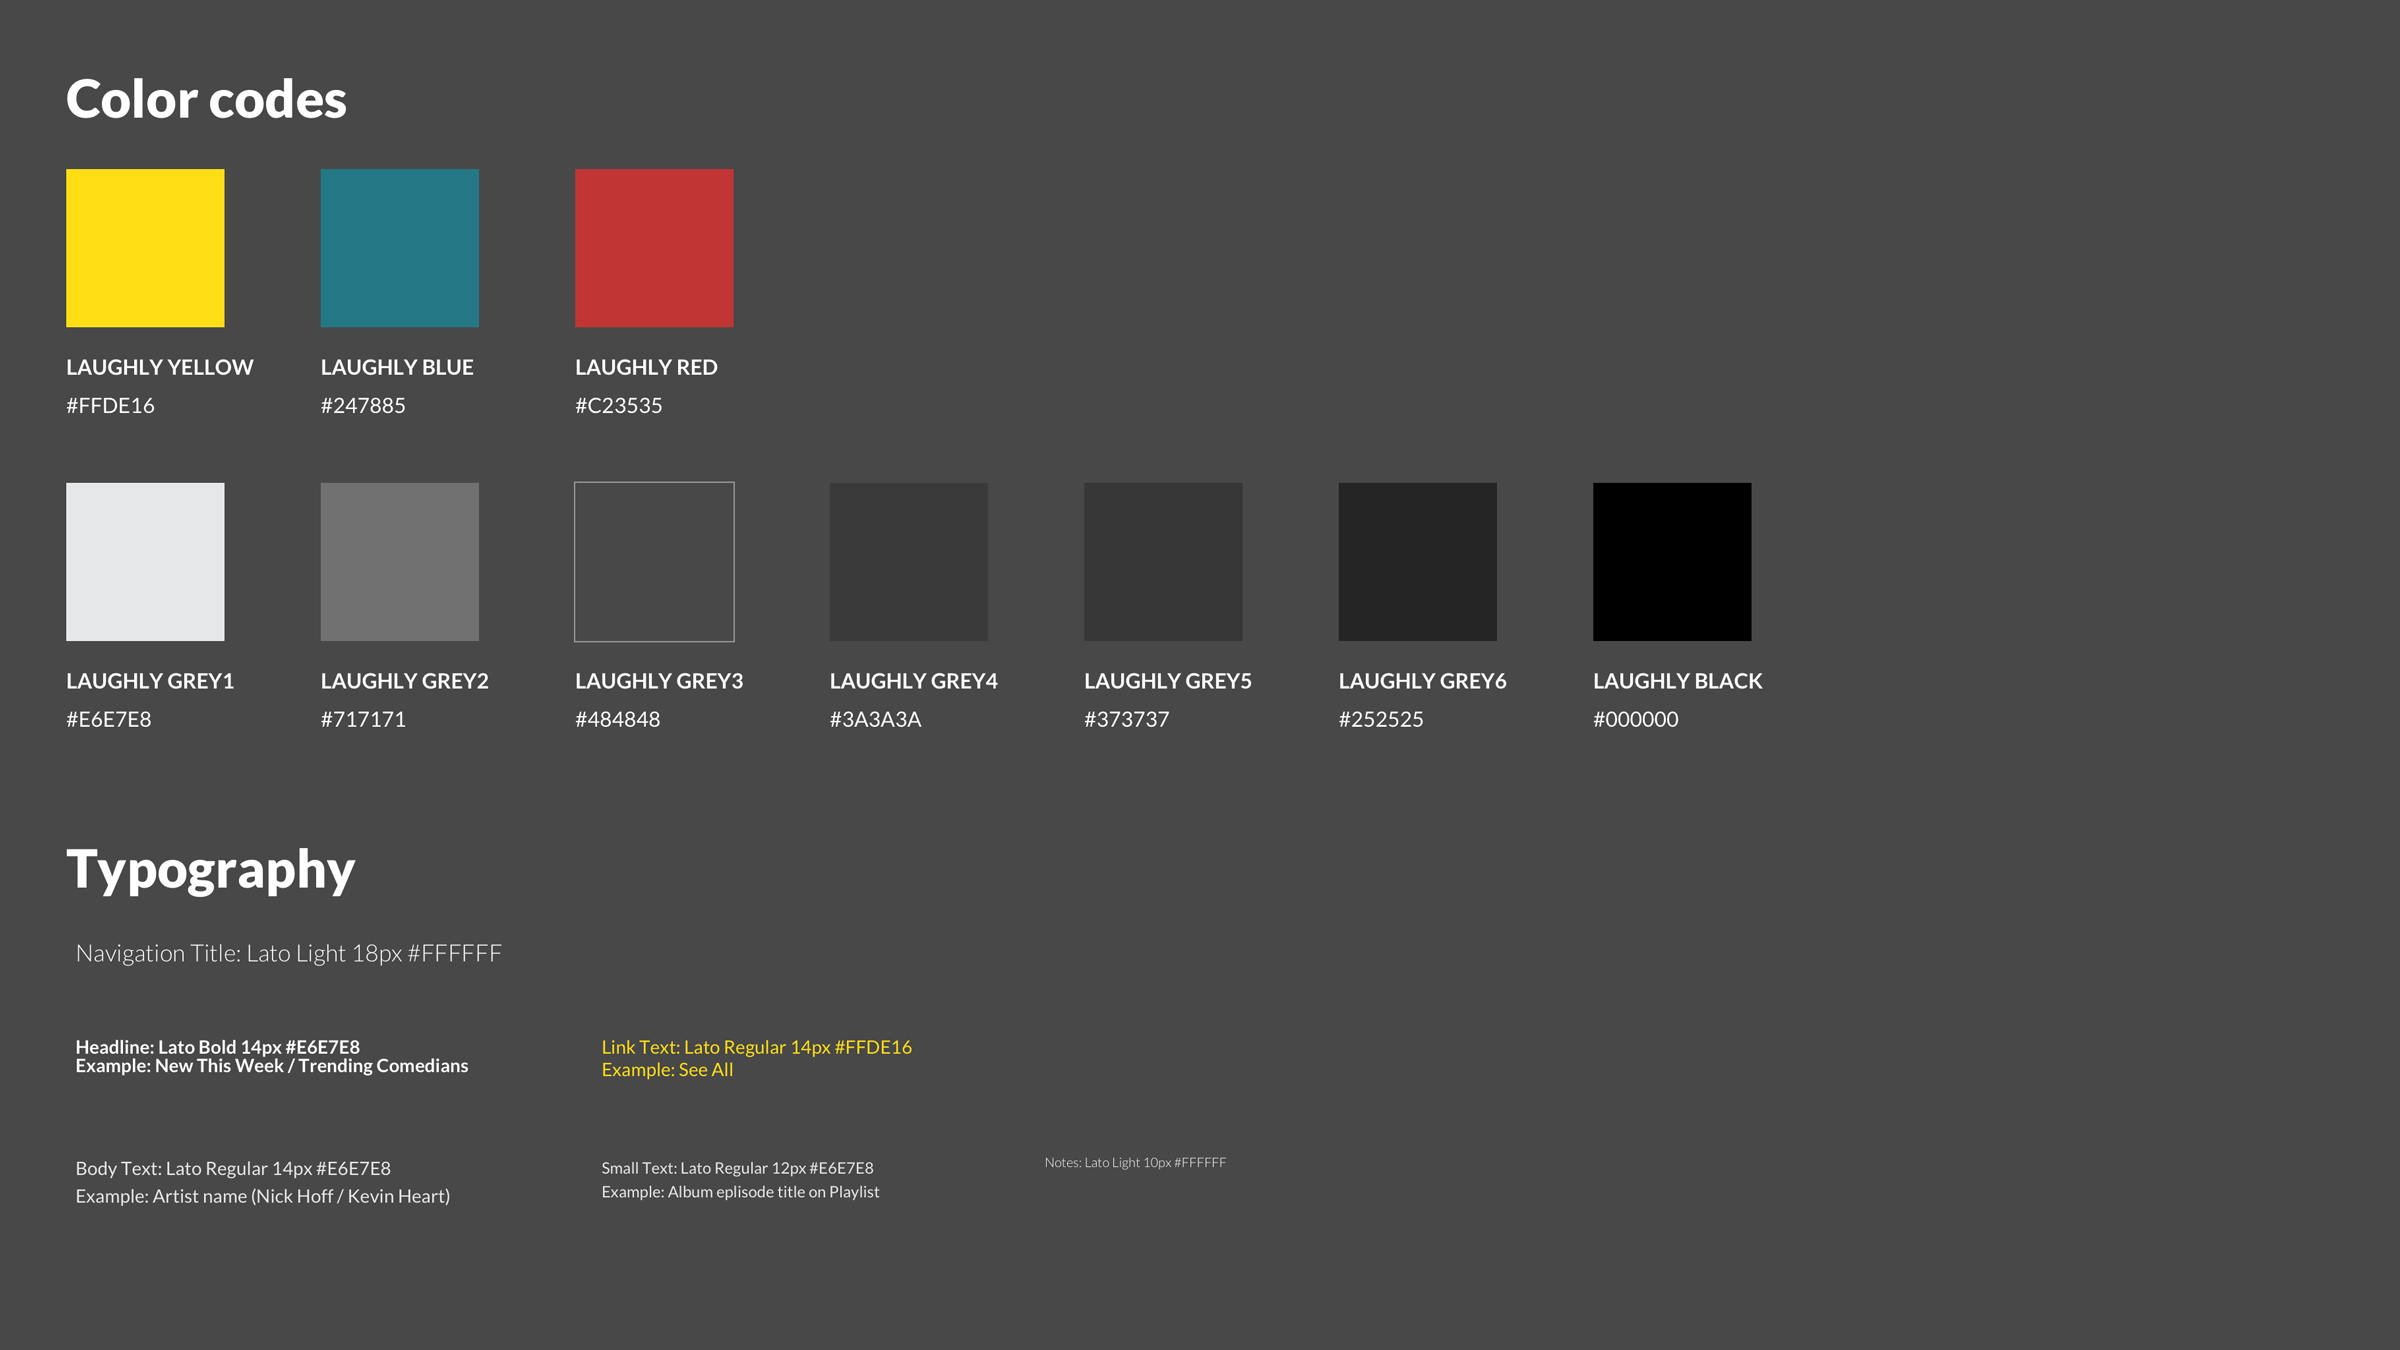 Color codes
LAUGHLY YELLOW
#FFDE16
LAUGHLY BLUE
#247885
LAUGHLY RED
#C23535
LAUGHLY GREY1
#E6E7E8
LAUGHLY GREY2
#717171
LAUGHLY GREY3
#484848
LAUGHLY GREY4
#3A3A3A
LAUGHLY GREY5
#373737
LAUGHLY GREY6
#252525
LAUGHLY BLACK
#000000
Typography
Navigation Title: Lato Light 18px #FFFFFF
Headline: Lato Bold 14px #E6E7E8
Example: New This Week / Trending Comedians
Link Text: Lato Regular 14px #FFDE16
Example: See All
Body Text: Lato Regular 14px #E6E7E8
Example: Artist name (Nick Hoff / Kevin Heart)
Small Text: Lato Regular 12px #E6E7E8
Example: Album eplisode title on Playlist
Notes: Lato Light 10px #FFFFFF